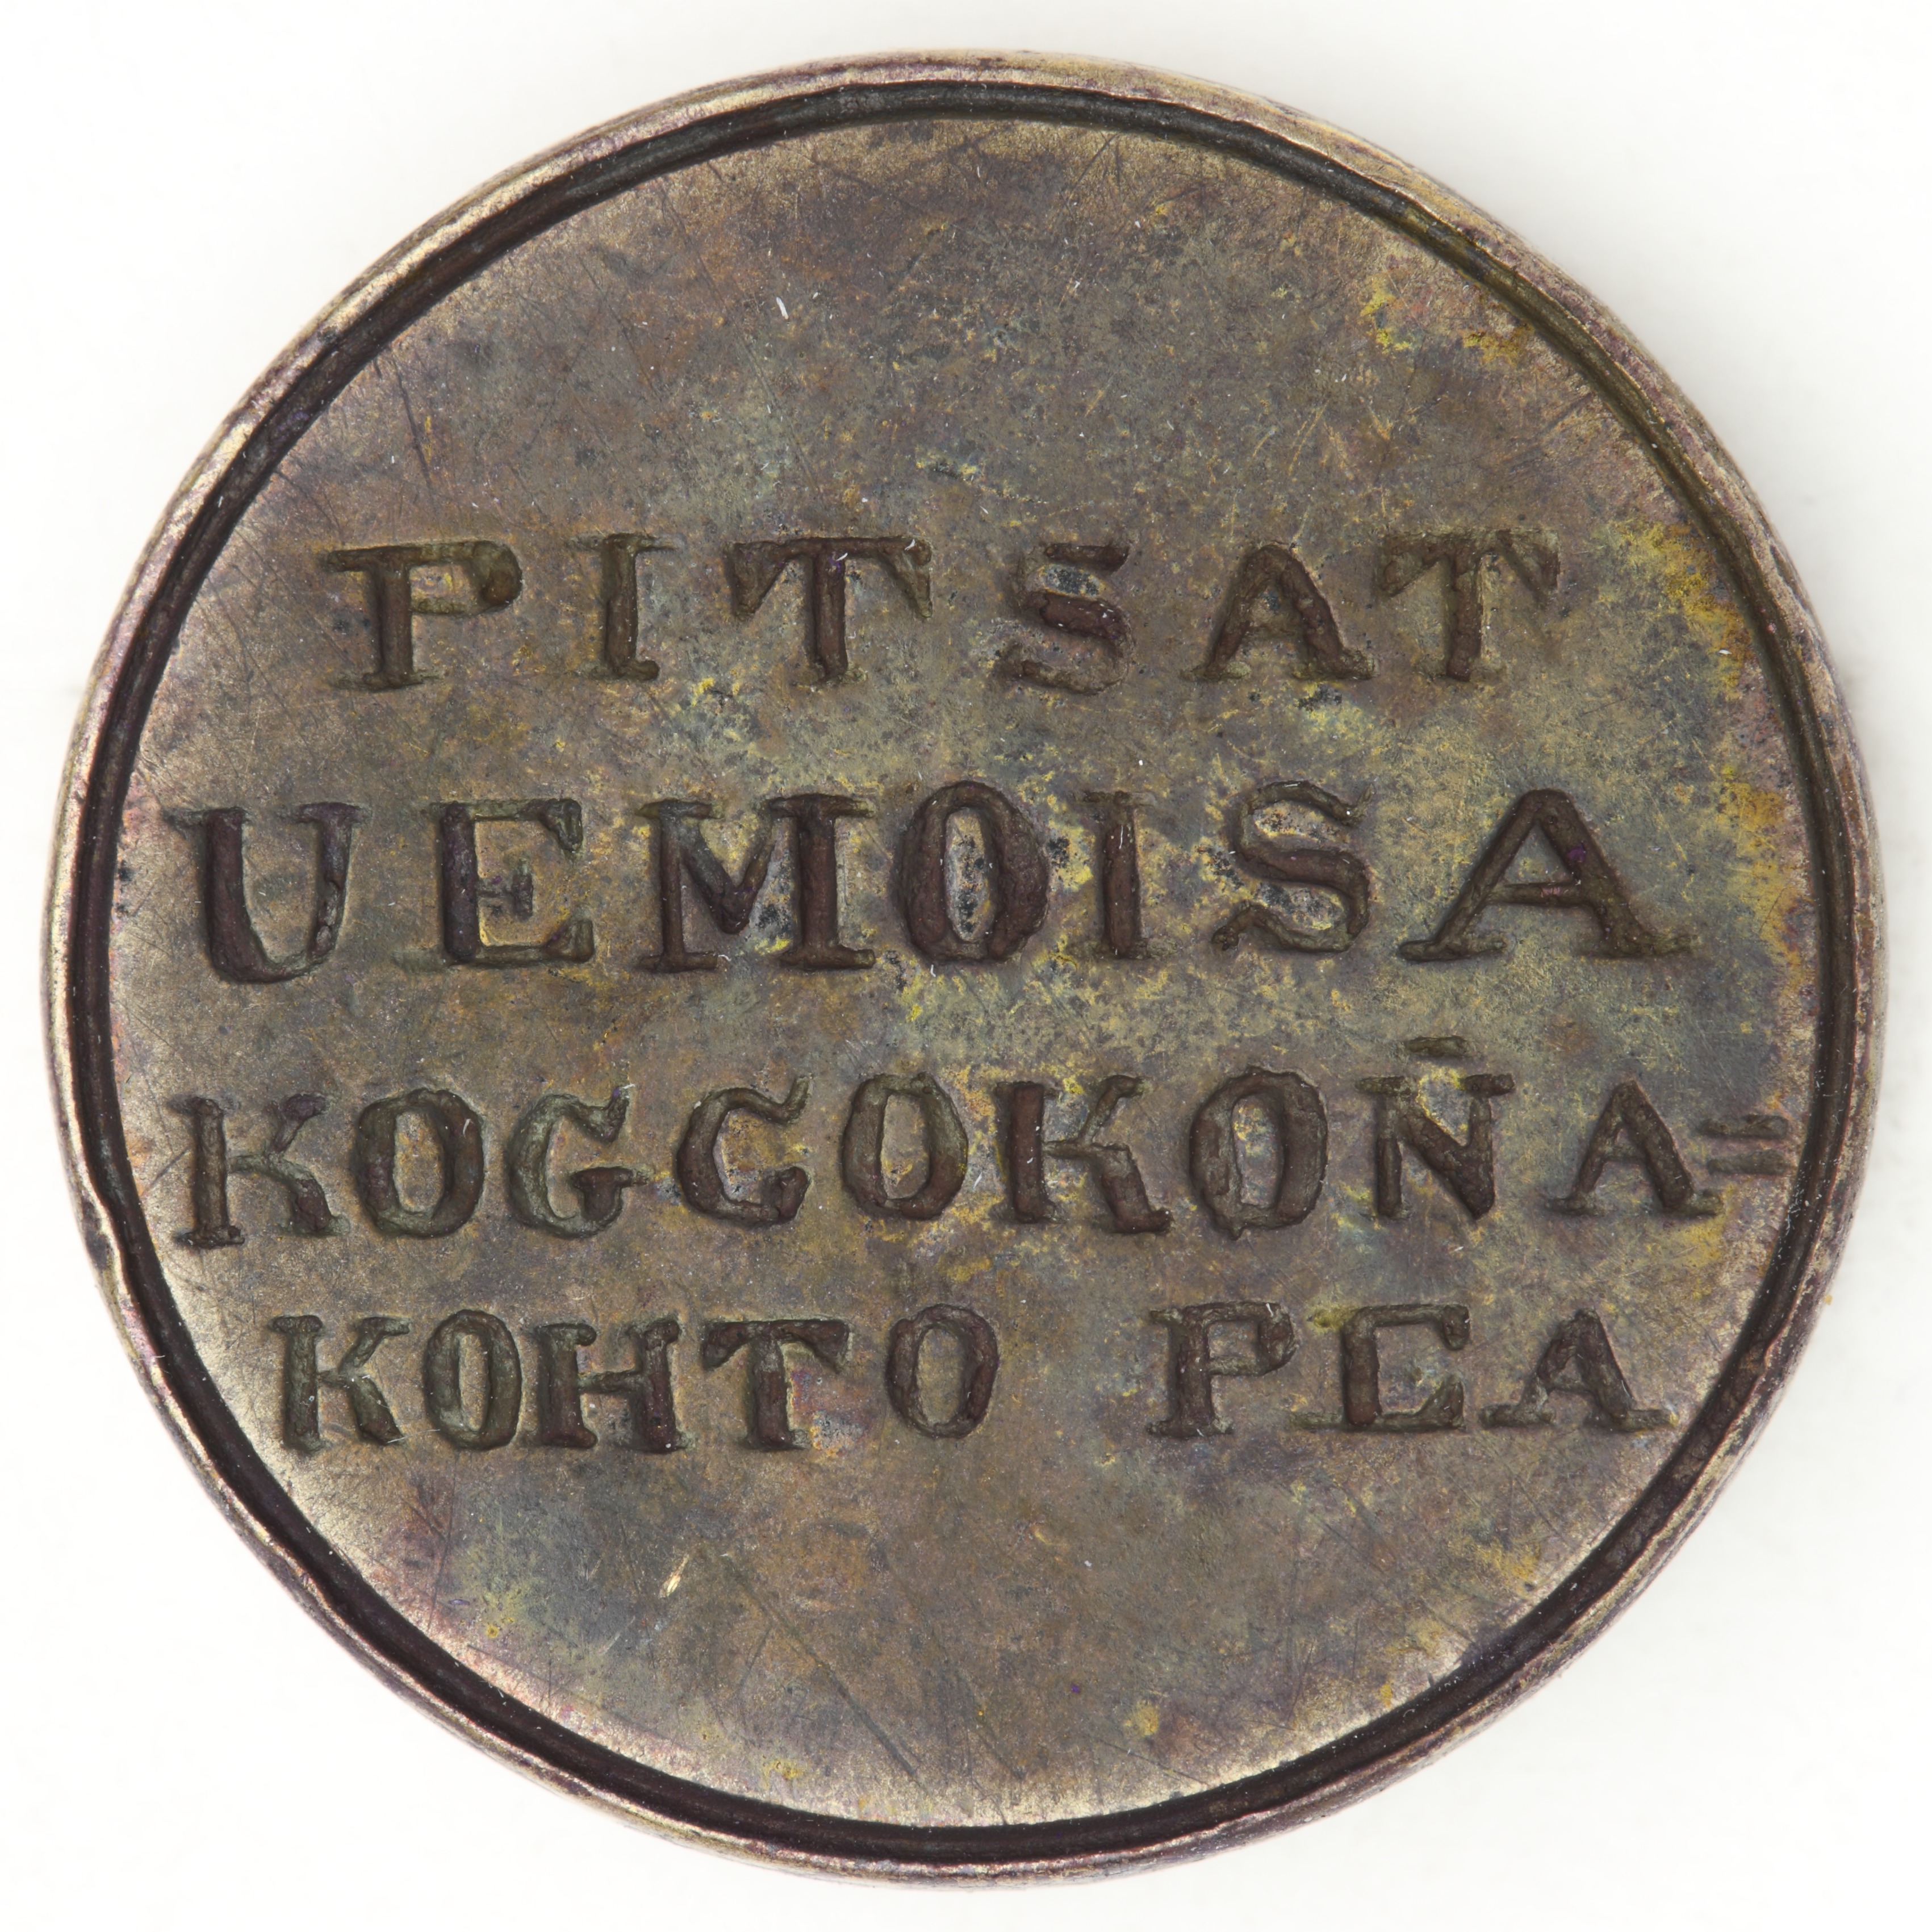 PITSAT
UEMOISA
KOGGOKOÑA=
KOHTO PEA